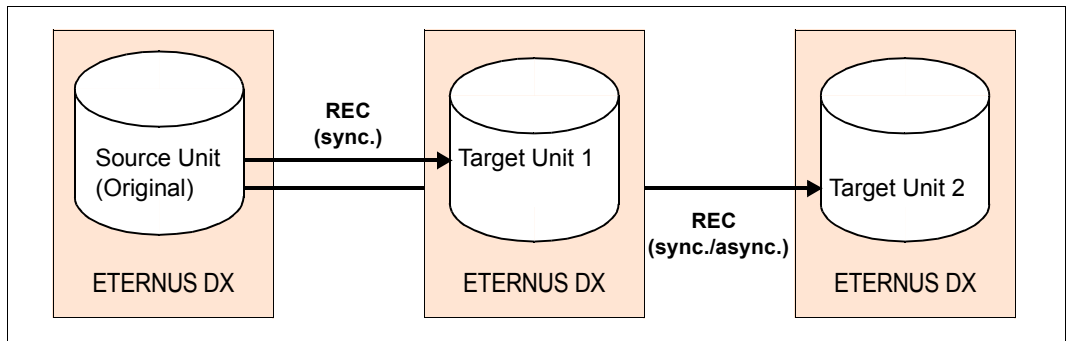 REC
(sync.)
Source Unit
(Original)
Target Unit 1
Target Unit 2
REC
(sync./async.)
ETERNUS DX
ETERNUS DX
ETERNUS DX